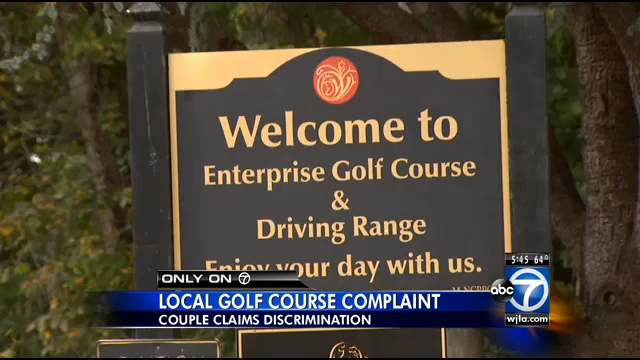 W
Welcome to
Enterprise Golf Course
&
Driving Range
Enjoy your day with us.
ONLY ON 7
5:45 64°
abc 7
LOCAL GOLF COURSE COMPLAINT
COUPLE CLAIMS DISCRIMINATION
wjla.com